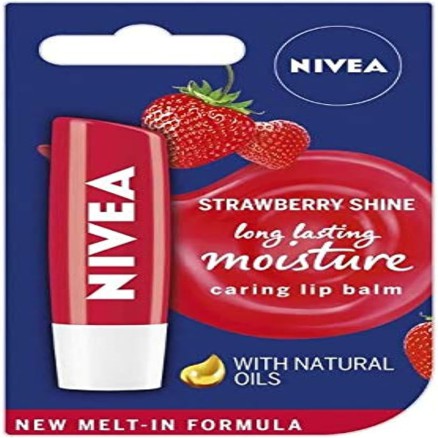 NIVEA
STRAWBERRY SHINE
long lasting
moisture
caring lip balm
NIVEA
WITH NATURAL
OILS
NEW MELT-IN FORMULA